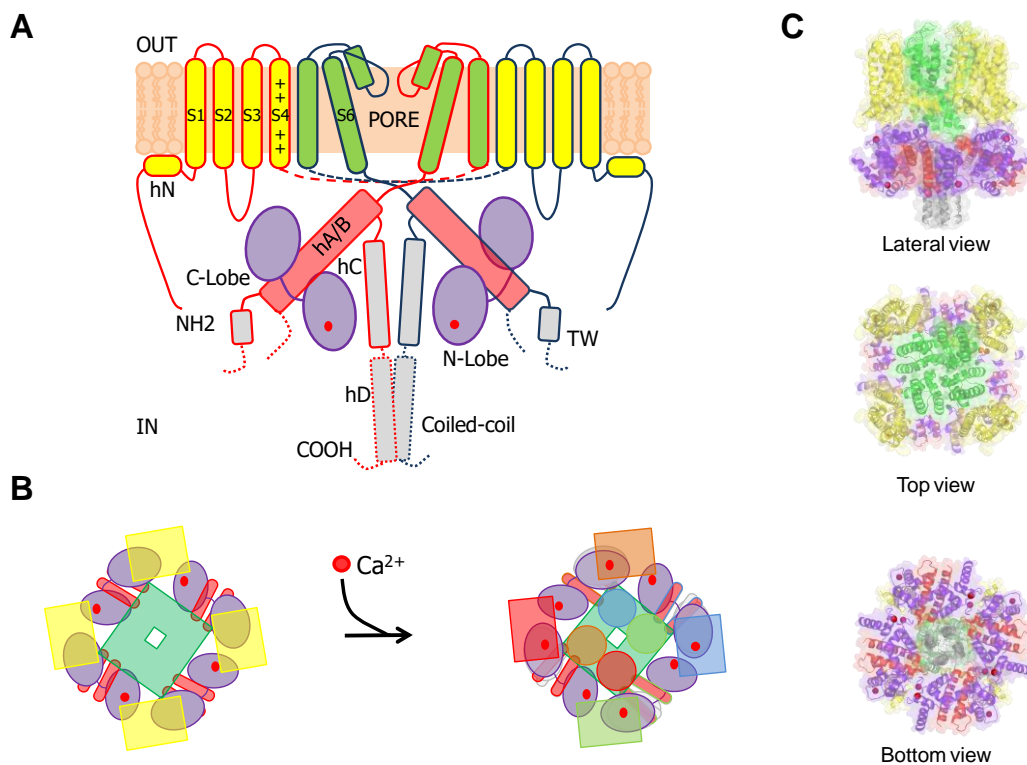 A
C
OUT
S1
S2
S3
+
+
S4
+
+
S6
PORE
hN
hA/B
C-Lobe
hC
NH2
TW
N-Lobe
hD
IN
Coiled-coil
COOH
Lateral view
Top view
B
Ca²⁺
Bottom view